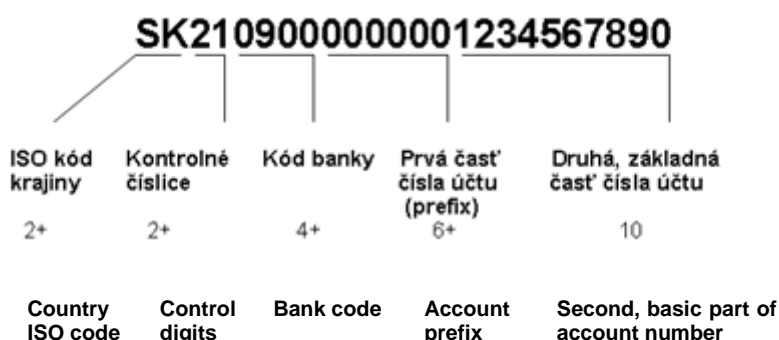 SK2109000000001234567890
ISO kód krajiny
Kontrolné číslice
Kód banky
Prvá časť čísla účtu (prefix)
Druhá, základná časť čísla účtu
2+ 2+ 4+ 6+ 10
Country ISO code
Control digits
Bank code
Account prefix
Second, basic part of account number